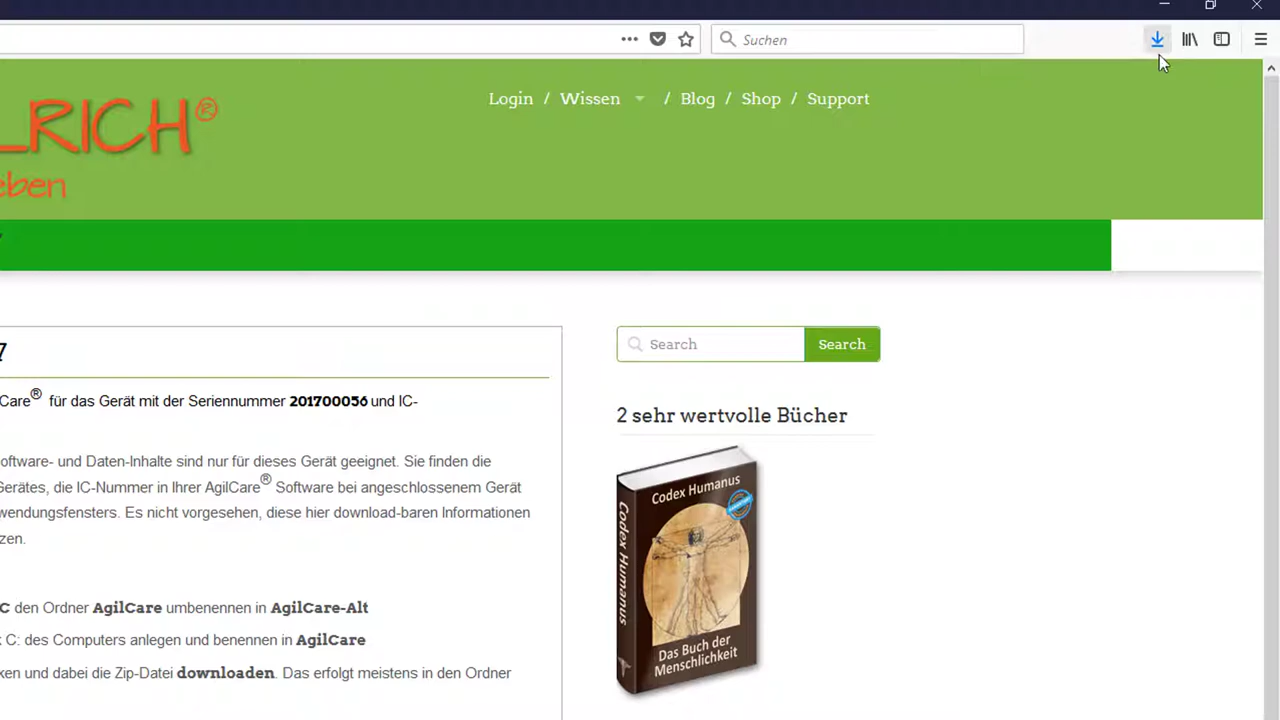 Suchen
LRICH®
eben
Login / Wissen / Blog / Shop / Support
Search Search
7
Care® für das Gerät mit der Seriennummer 201700056 und IC-
2 sehr wertvolle Bücher
oftware- und Daten-Inhalte sind nur für dieses Gerät geeignet. Sie finden die
Gerätes, die IC-Nummer in Ihrer AgilCare® Software bei angeschlossenem Gerät
wendungsfensters. Es nicht vorgesehen, diese hier download-baren Informationen
zen.
C den Ordner AgilCare umbenennen in AgilCare-Alt
k C: des Computers anlegen und benennen in AgilCare
ken und dabei die Zip-Datei downloaden. Das erfolgt meistens in den Ordner
Codex Humanus
Codex Humanus
Das Buch der
Menschlichkeit